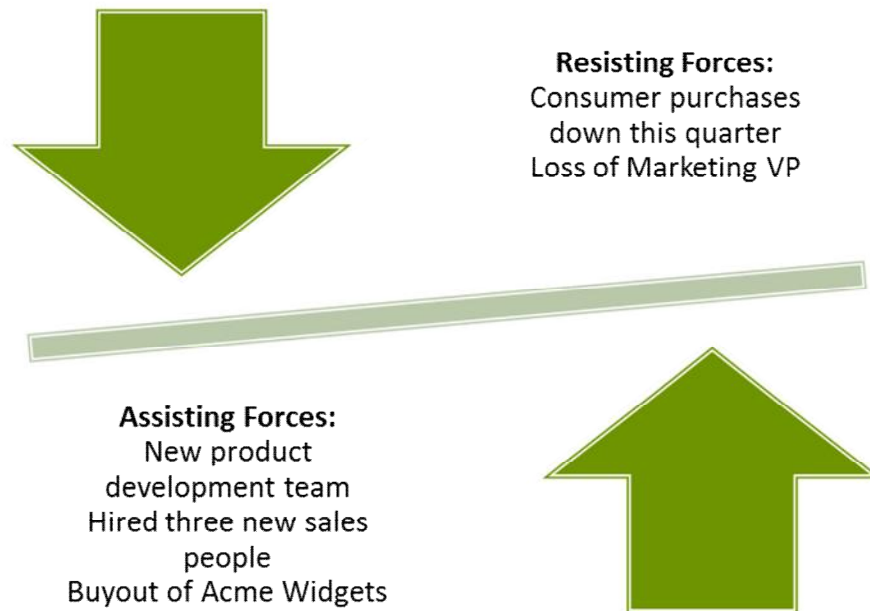 Resisting Forces:
Consumer purchases
down this quarter
Loss of Marketing VP
Assisting Forces:
New product
development team
Hired three new sales
people
Buyout of Acme Widgets